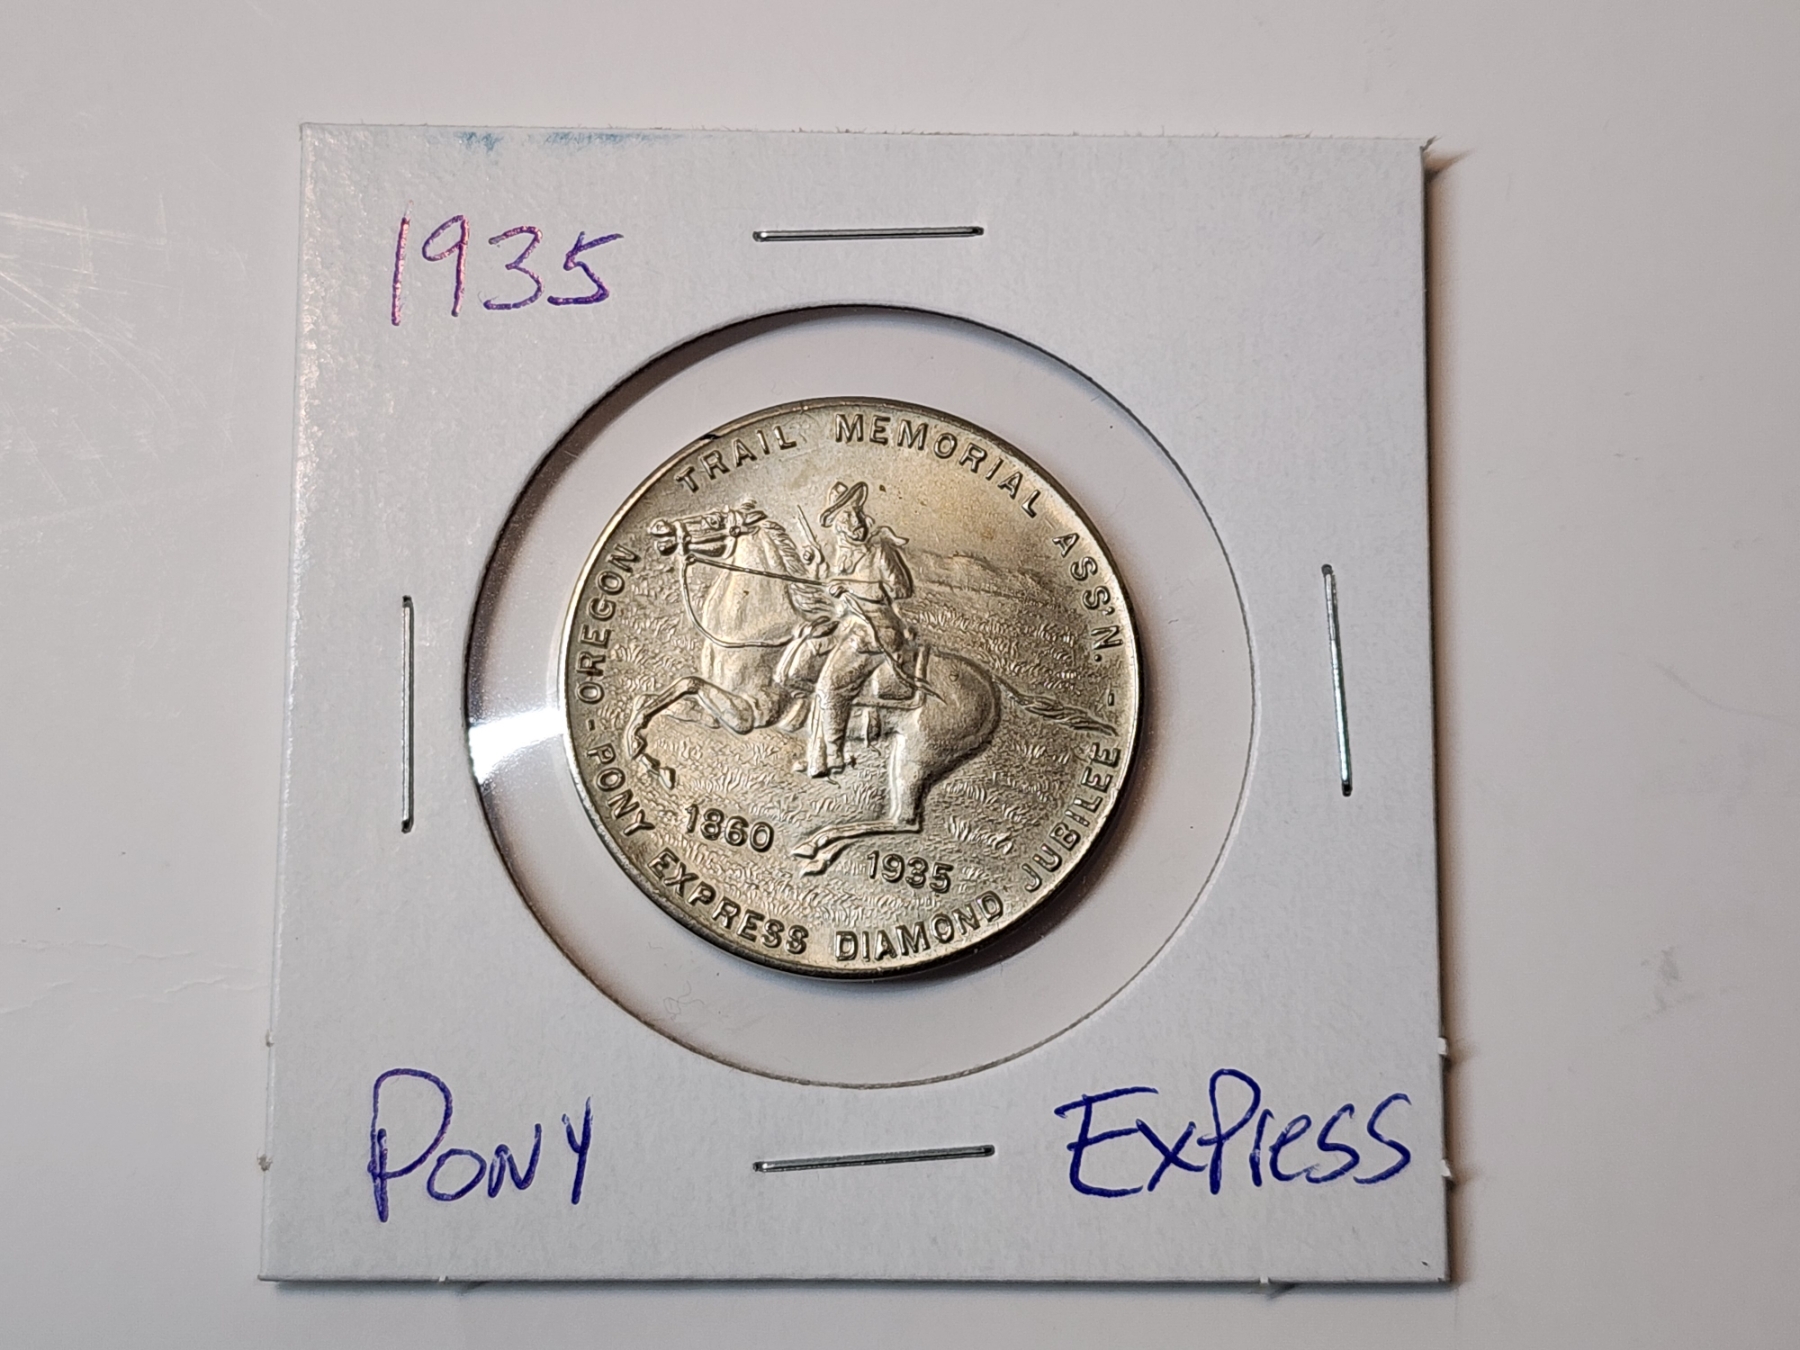 1935
OREGON TRAIL MEMORIAL ASS'N.
- PONY EXPRESS DIAMOND JUBILEE -
1860
1935
PONY EXPRESS